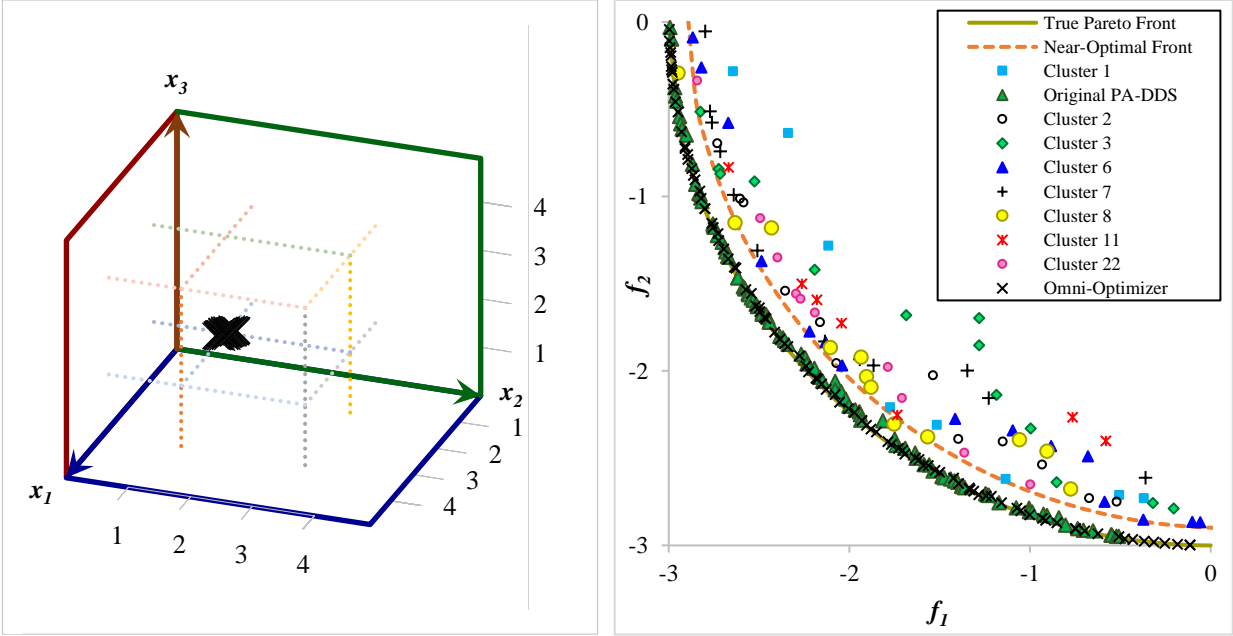 x3
4
3
2
1
x2
1
2
3
4
x1
1
2
3
4
0
-1
f2
-2
-3
-3
-2
-1
0
f1
True Pareto Front
Near-Optimal Front
Cluster 1
Original PA-DDS
Cluster 2
Cluster 3
Cluster 6
Cluster 7
Cluster 8
Cluster 11
Cluster 22
Omni-Optimizer